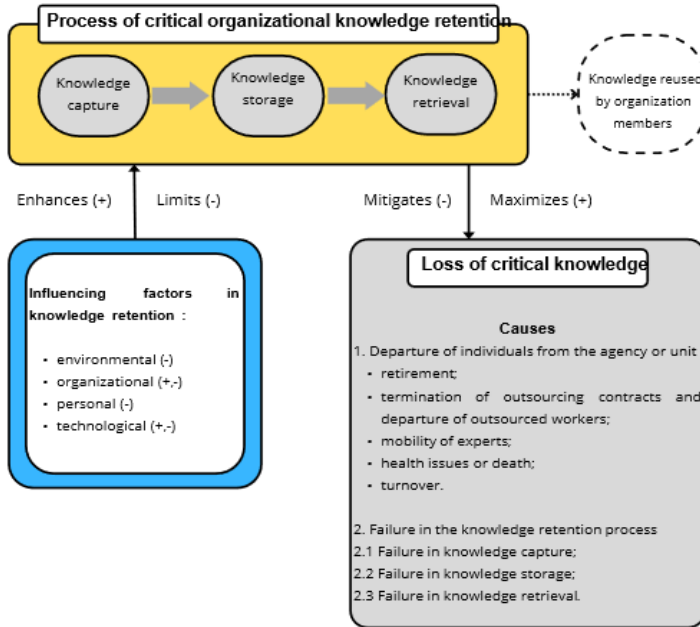 Process of critical organizational knowledge retention
Knowledge
capture
Knowledge
storage
Knowledge
retrieval
Knowledge reused
by organization
members
Enhances (+)
Limits (-)
Mitigates (-)
Maximizes (+)
Influencing factors in
knowledge retention :
• environmental (-)
• organizational (+,-)
• personal (-)
• technological (+,-)
Loss of critical knowledge
Causes
1. Departure of individuals from the agency or unit
• retirement;
• termination of outsourcing contracts and
departure of outsourced workers;
• mobility of experts;
• health issues or death;
• turnover.
2. Failure in the knowledge retention process
2.1 Failure in knowledge capture;
2.2 Failure in knowledge storage;
2.3 Failure in knowledge retrieval.